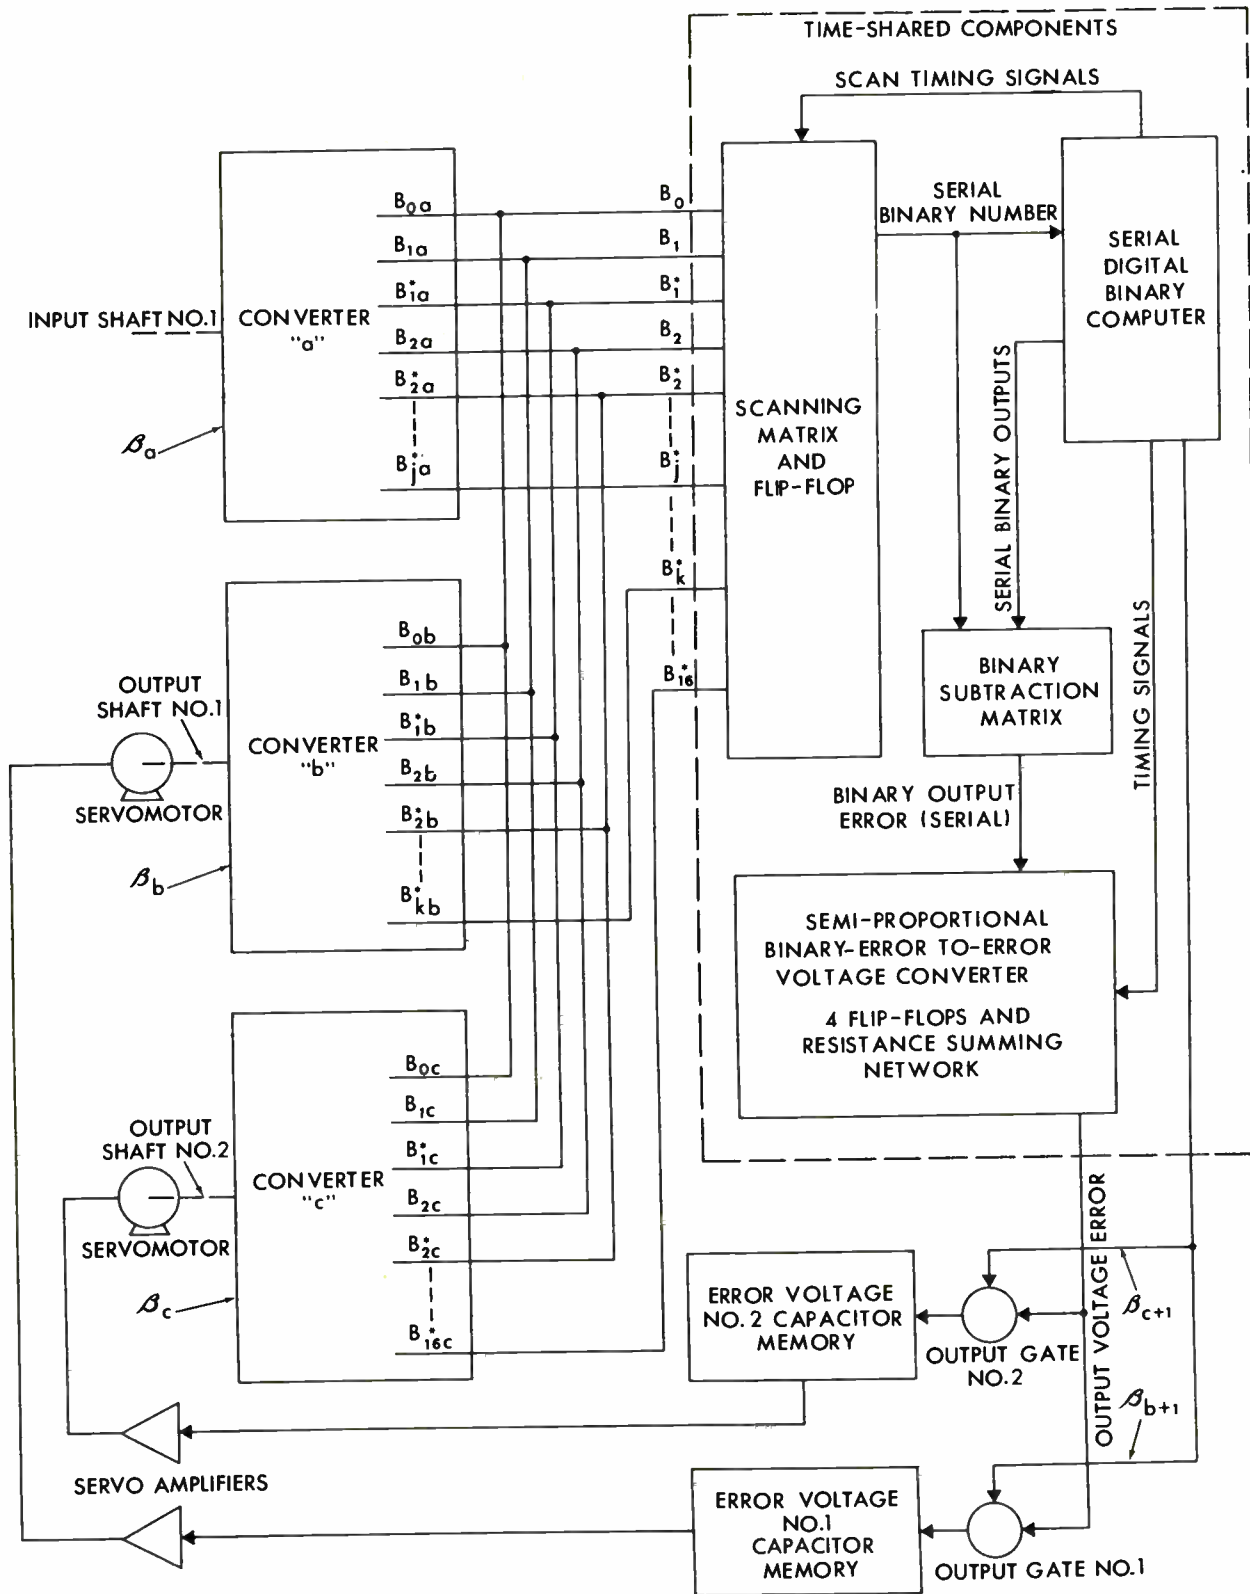 TIME-SHARED COMPONENTS
SCAN TIMING SIGNALS
INPUT SHAFT NO.1
CONVERTER
"a"
B0a
B1a
B*1a
B2a
B*2a
B*ja
βa
B0
B1
B*1
B2
B*2
B*j
B*k
B*16
SCANNING
MATRIX
AND
FLIP-FLOP
SERIAL
BINARY NUMBER
SERIAL
DIGITAL
BINARY
COMPUTER
SERIAL BINARY OUTPUTS
TIMING SIGNALS
BINARY
SUBTRACTION
MATRIX
BINARY OUTPUT
ERROR (SERIAL)
SEMI-PROPORTIONAL
BINARY-ERROR TO-ERROR
VOLTAGE CONVERTER
4 FLIP-FLOPS AND
RESISTANCE SUMMING
NETWORK
OUTPUT
SHAFT NO.1
SERVOMOTOR
CONVERTER
"b"
B0b
B1b
B*1b
B2b
B*2b
B*kb
βb
OUTPUT
SHAFT NO.2
SERVOMOTOR
CONVERTER
"c"
B0c
B1c
B*1c
B2c
B*2c
B*16c
βc
OUTPUT VOLTAGE ERROR
ERROR VOLTAGE
NO.2 CAPACITOR
MEMORY
OUTPUT GATE
NO.2
βc+1
βb+1
SERVO AMPLIFIERS
ERROR VOLTAGE
NO.1
CAPACITOR
MEMORY
OUTPUT GATE NO.1